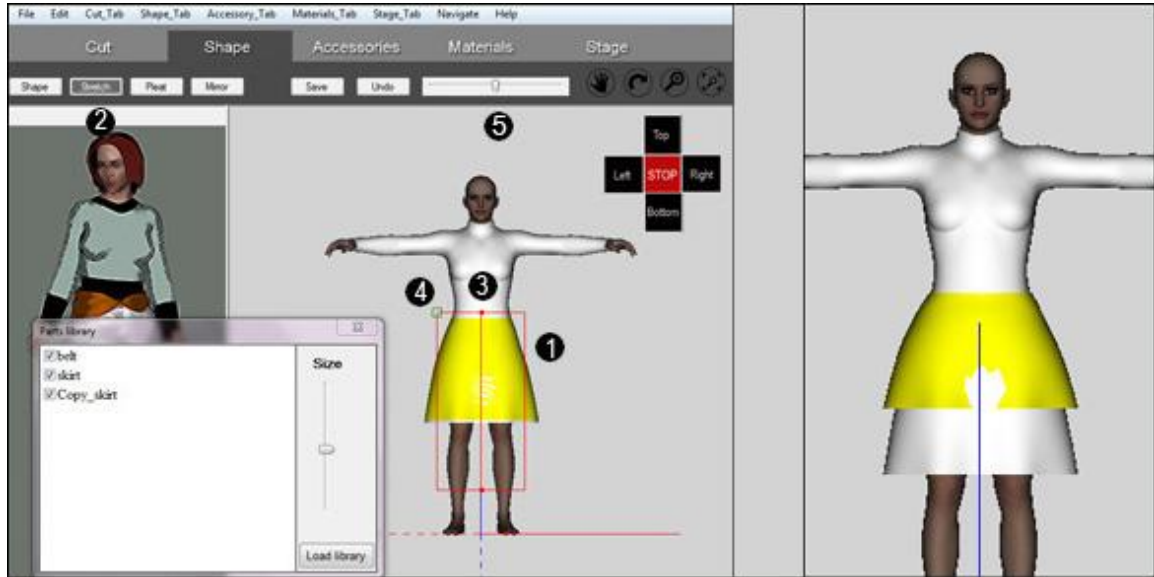 File Edit Cut_Tab Shape_Tab Accessory_Tab Materials_Tab Stage_Tab Navigate Help
Cut Shape Accessories Materials Stage
Shape Stretch Pleat Mirror Save Undo
2
5
Top
Left STOP Right
Bottom
3
4
1
Parts library
belt
skirt
Copy_skirt
Size
Load library